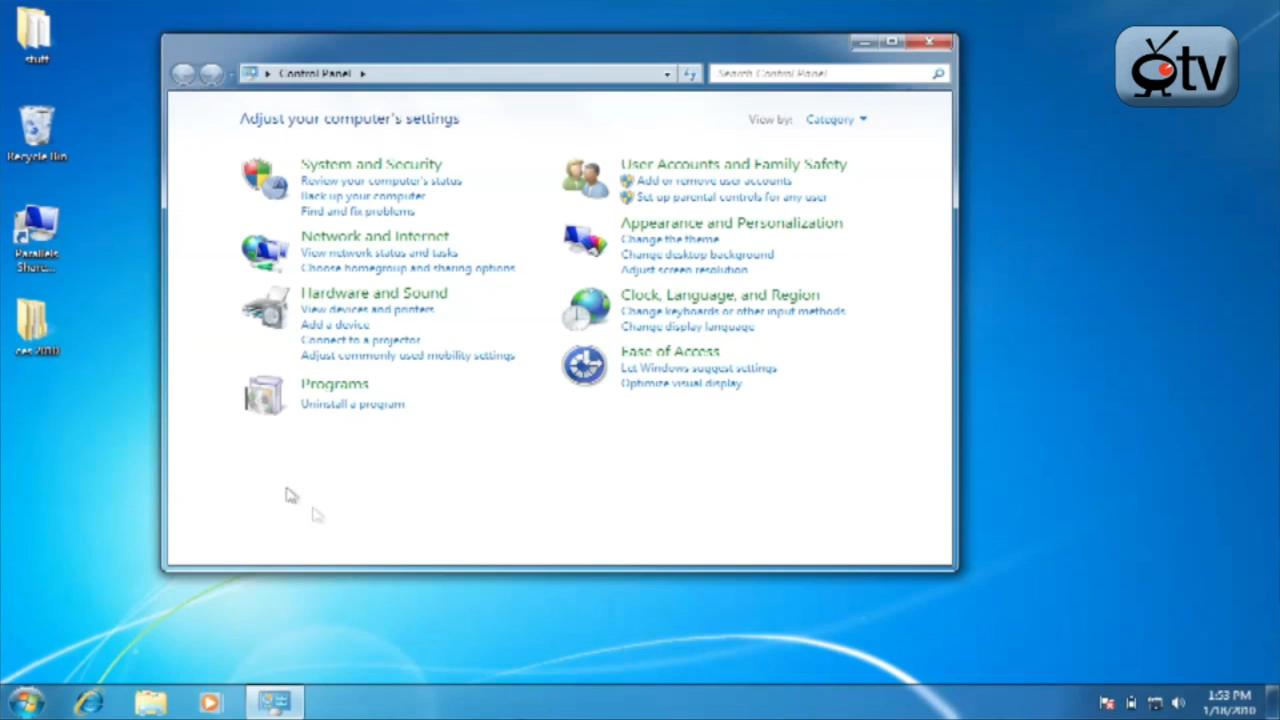 stuff
Recycle Bin
Parallels
Share...
ces 2010
Control Panel
Search Control Panel
Adjust your computer's settings
View by: Category
System and Security
Review your computer's status
Back up your computer
Find and fix problems
Network and Internet
View network status and tasks
Choose homegroup and sharing options
Hardware and Sound
View devices and printers
Add a device
Connect to a projector
Adjust commonly used mobility settings
Programs
Uninstall a program
User Accounts and Family Safety
Add or remove user accounts
Set up parental controls for any user
Appearance and Personalization
Change the theme
Change desktop background
Adjust screen resolution
Clock, Language, and Region
Change keyboards or other input methods
Change display language
Ease of Access
Let Windows suggest settings
Optimize visual display
tv
1:53 PM
1/18/2010